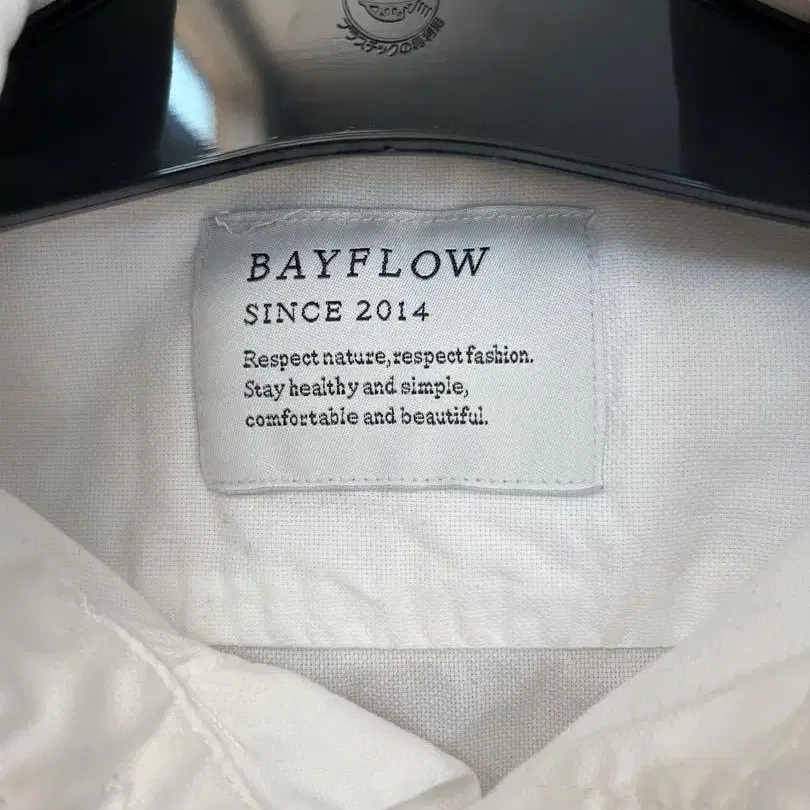 BAYFLOW
SINCE 2014
Respect nature, respect fashion.
Stay healthy and simple,
comfortable and beautiful.